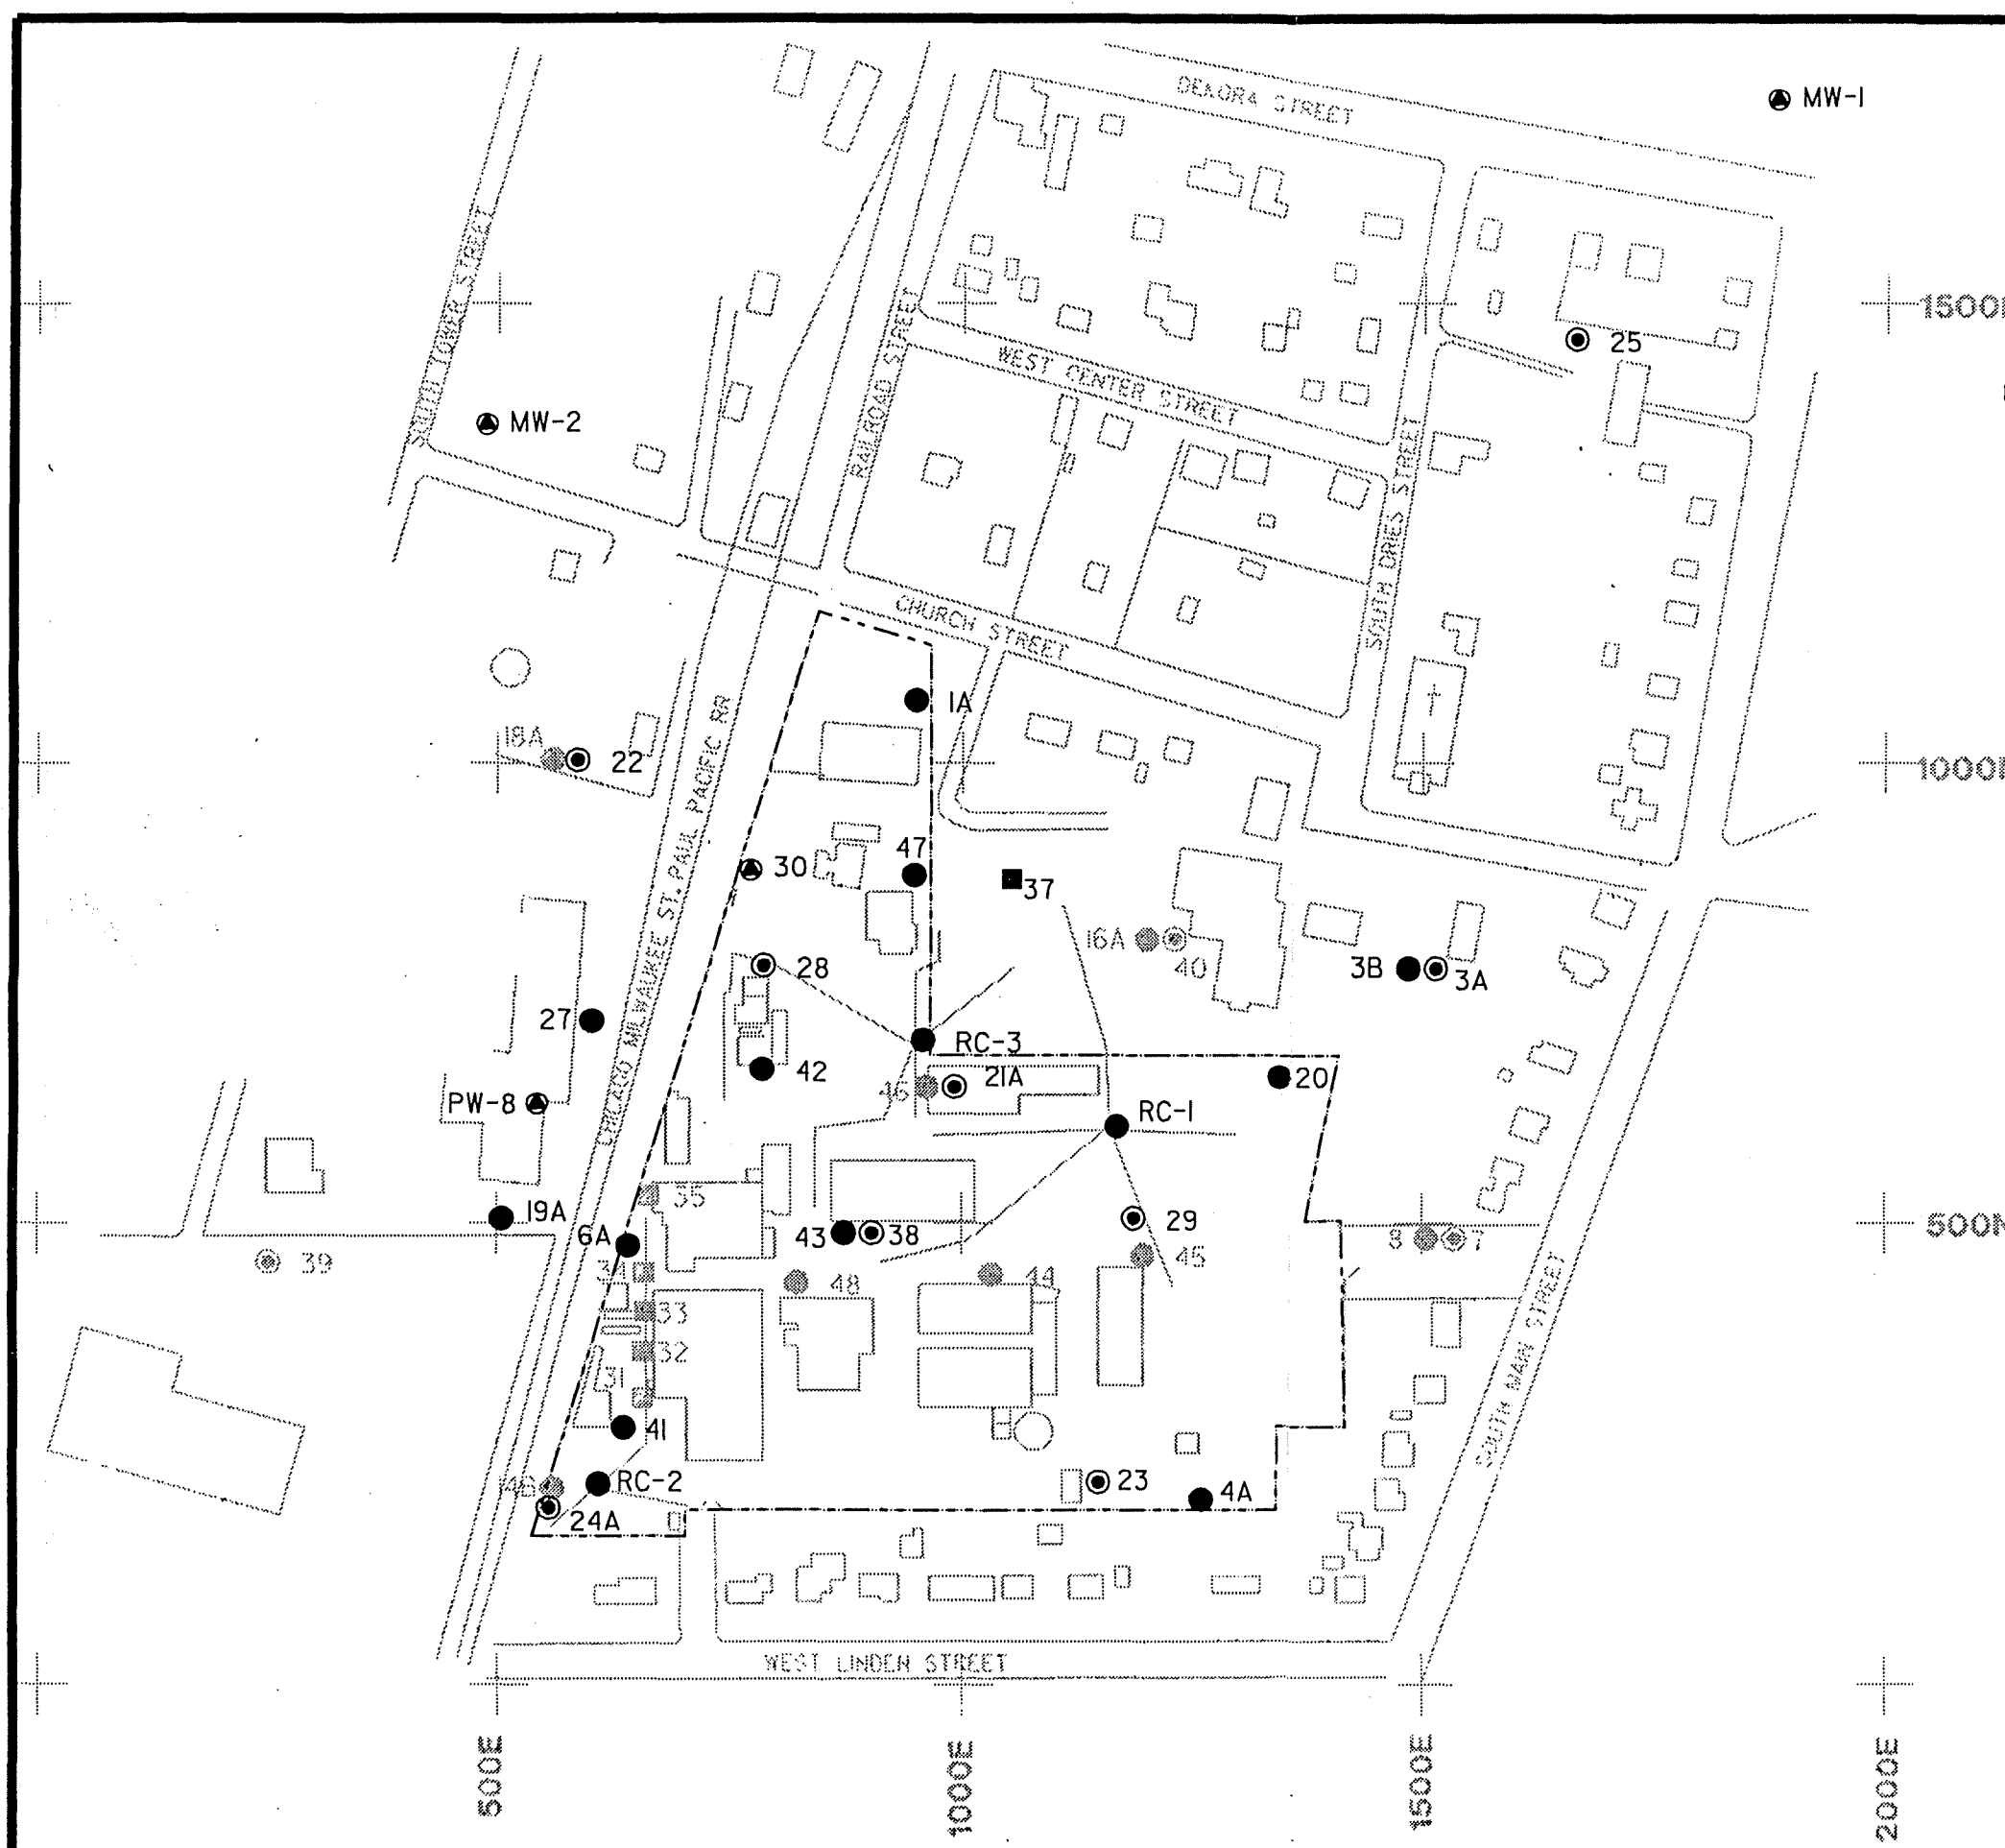 DEKORA STREET
MW-1
SOUTH TOWER STREET
1500N
25
RAILROAD STREET
WEST CENTER STREET
MW-2
SOUTH DRIES STREET
CHURCH STREET
1A
18A
22
1000N
CHICAGO MILWAUKEE ST. PAUL PACIFIC RR
47
30
37
16A
40
28
3B
3A
27
RC-3
42
21A
46
20
PW-8
RC-1
35
19A
29
500N
6A
43
38
8
7
39
34
48
44
45
33
32
31
SOUTH MAIN STREET
41
RC-2
23
4A
24A
WEST LINDEN STREET
500E
1000E
1500E
2000E